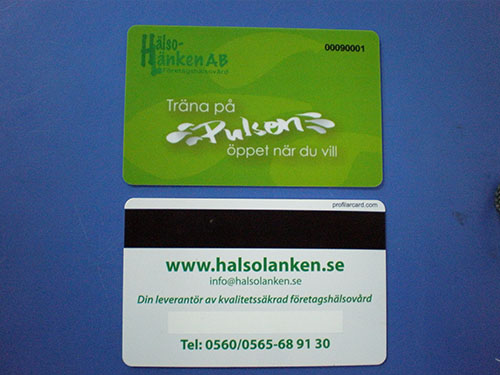 Hälso-
Länken AB
Företagshälsovård
00090001
Träna på
Pulsen
öppet när du vill
profilarcard.com
www.halsolanken.se
info@halsolanken.se
Din leverantör av kvalitetssäkrad företagshälsovård
Tel: 0560/0565-68 91 30